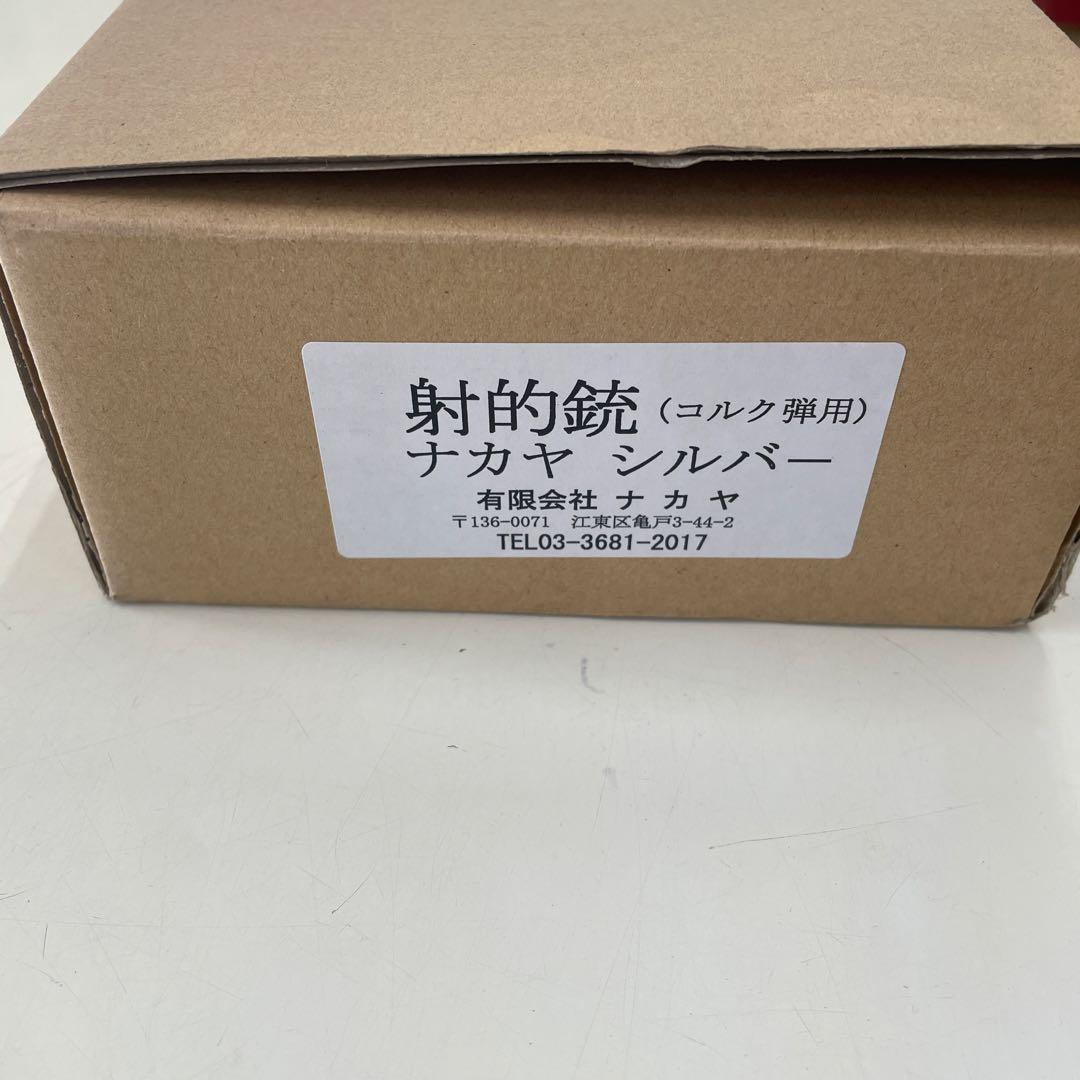 射的銃（コルク弾用）
ナカヤ シルバー
有限会社 ナカヤ
〒136-0071 江東区亀戸3-44-2
TEL03-3681-2017